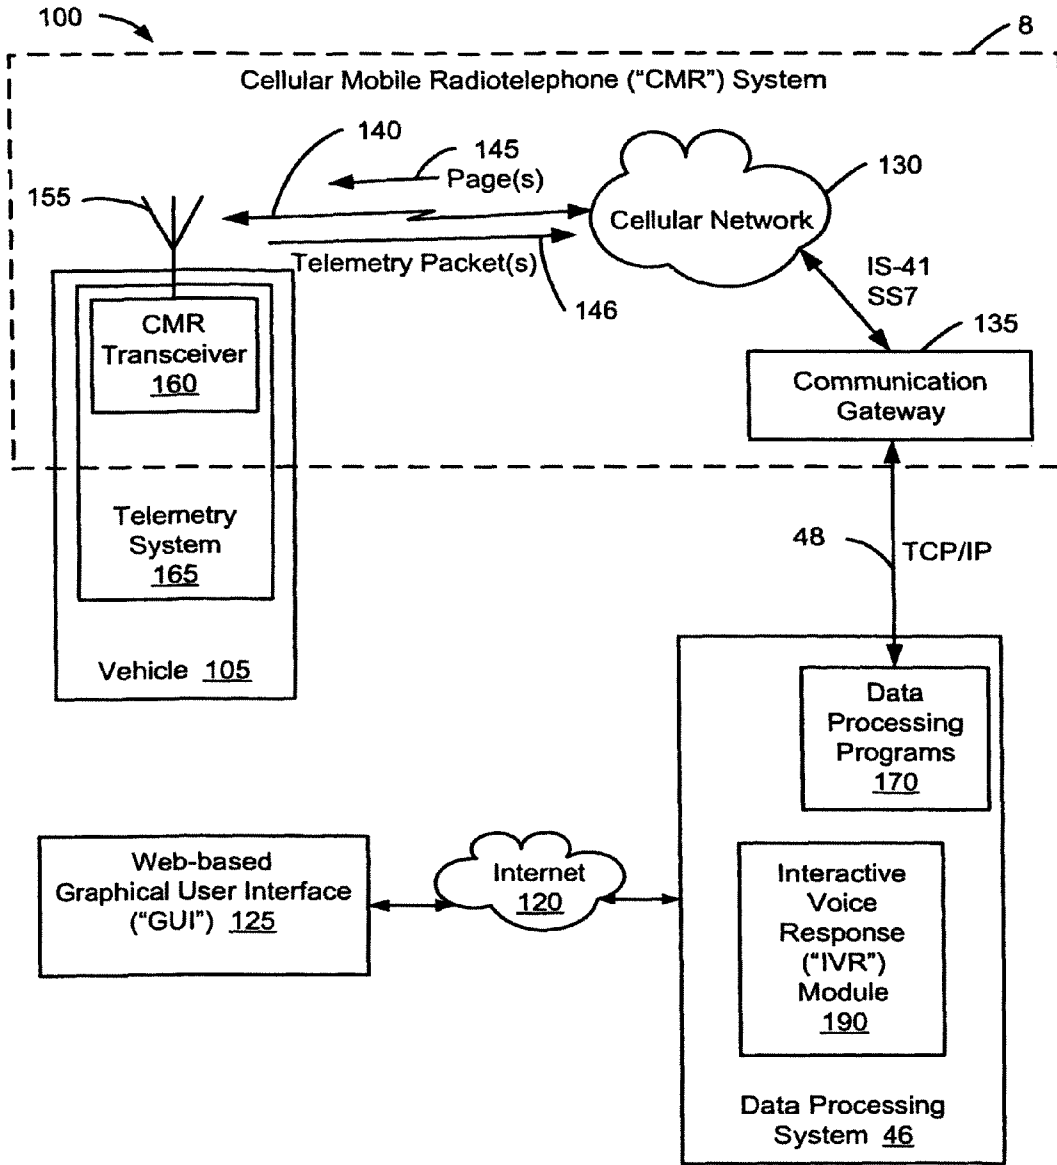 100
8
Cellular Mobile Radiotelephone ("CMR") System
140
145
Page(s)
130
155
Cellular Network
Telemetry Packet(s)
146
IS-41
SS7
135
CMR
Transceiver
160
Communication
Gateway
Telemetry
System
165
48
TCP/IP
Vehicle 105
Data
Processing
Programs
170
Web-based
Graphical User Interface
("GUI") 125
Internet
120
Interactive
Voice
Response
("IVR")
Module
190
Data Processing
System 46